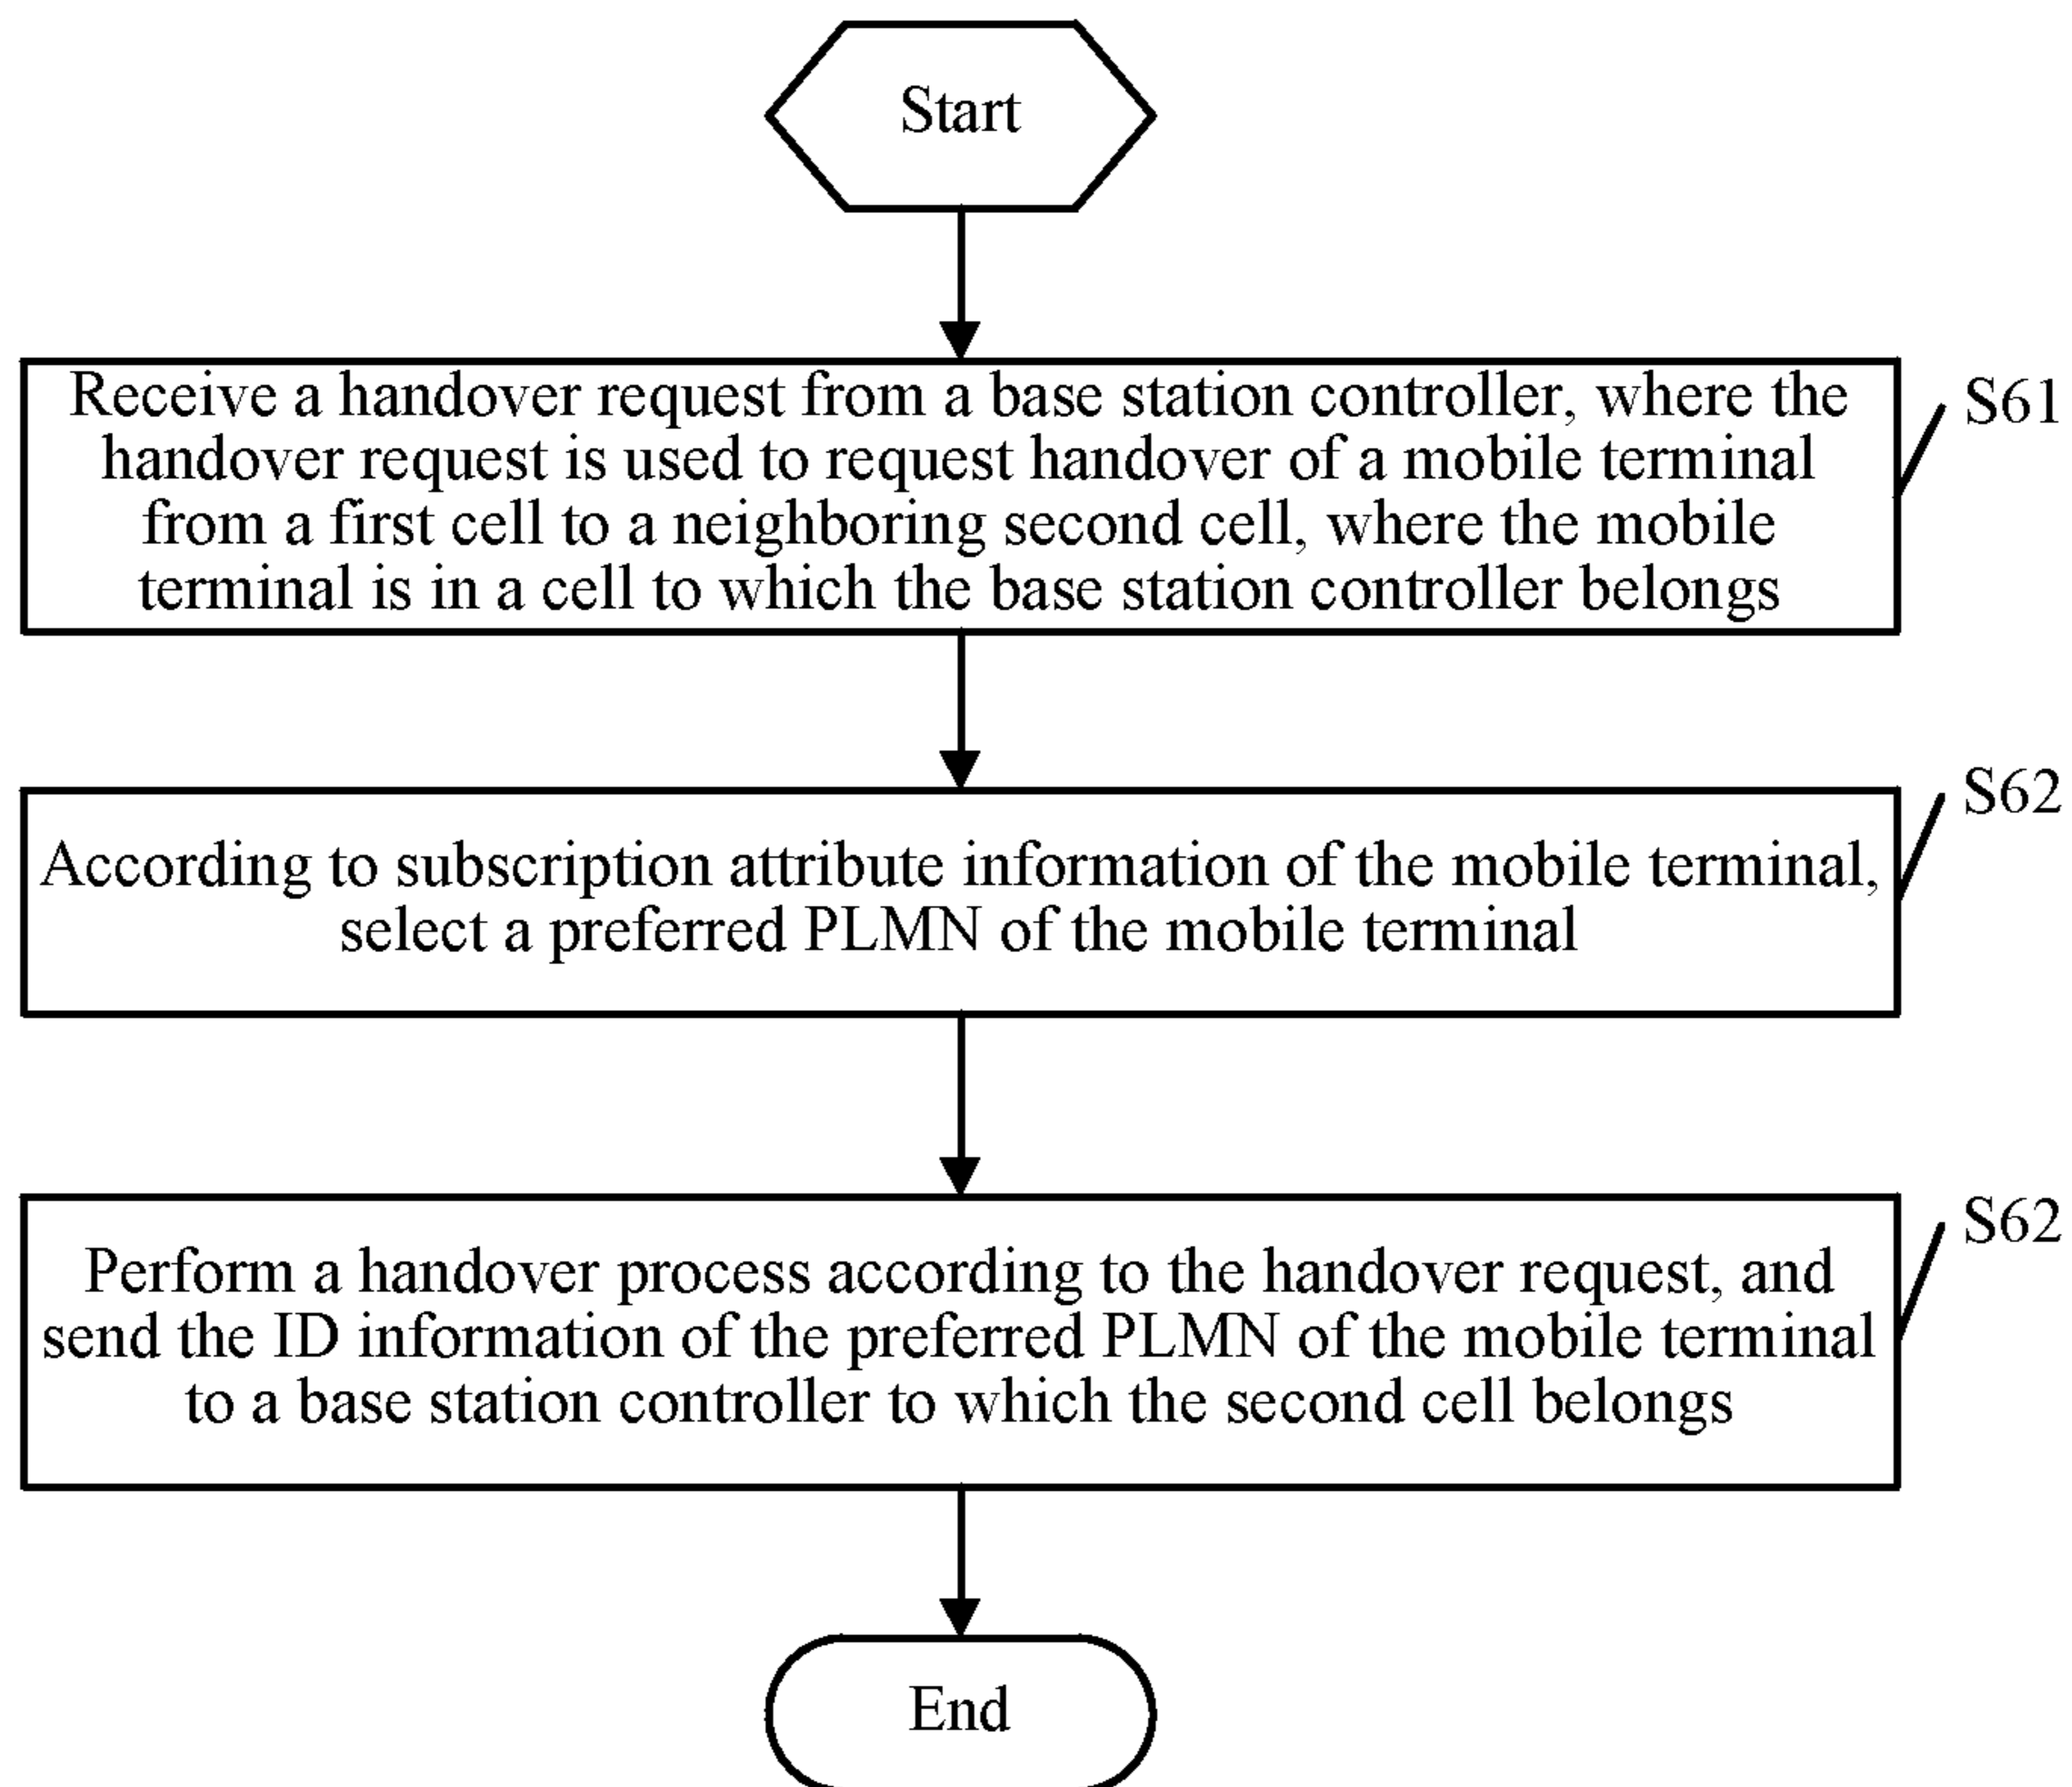 Start
Receive a handover request from a base station controller, where the
handover request is used to request handover of a mobile terminal
from a first cell to a neighboring second cell, where the mobile
terminal is in a cell to which the base station controller belongs
S61
According to subscription attribute information of the mobile terminal,
select a preferred PLMN of the mobile terminal
S62
Perform a handover process according to the handover request, and
send the ID information of the preferred PLMN of the mobile terminal
to a base station controller to which the second cell belongs
S62
End